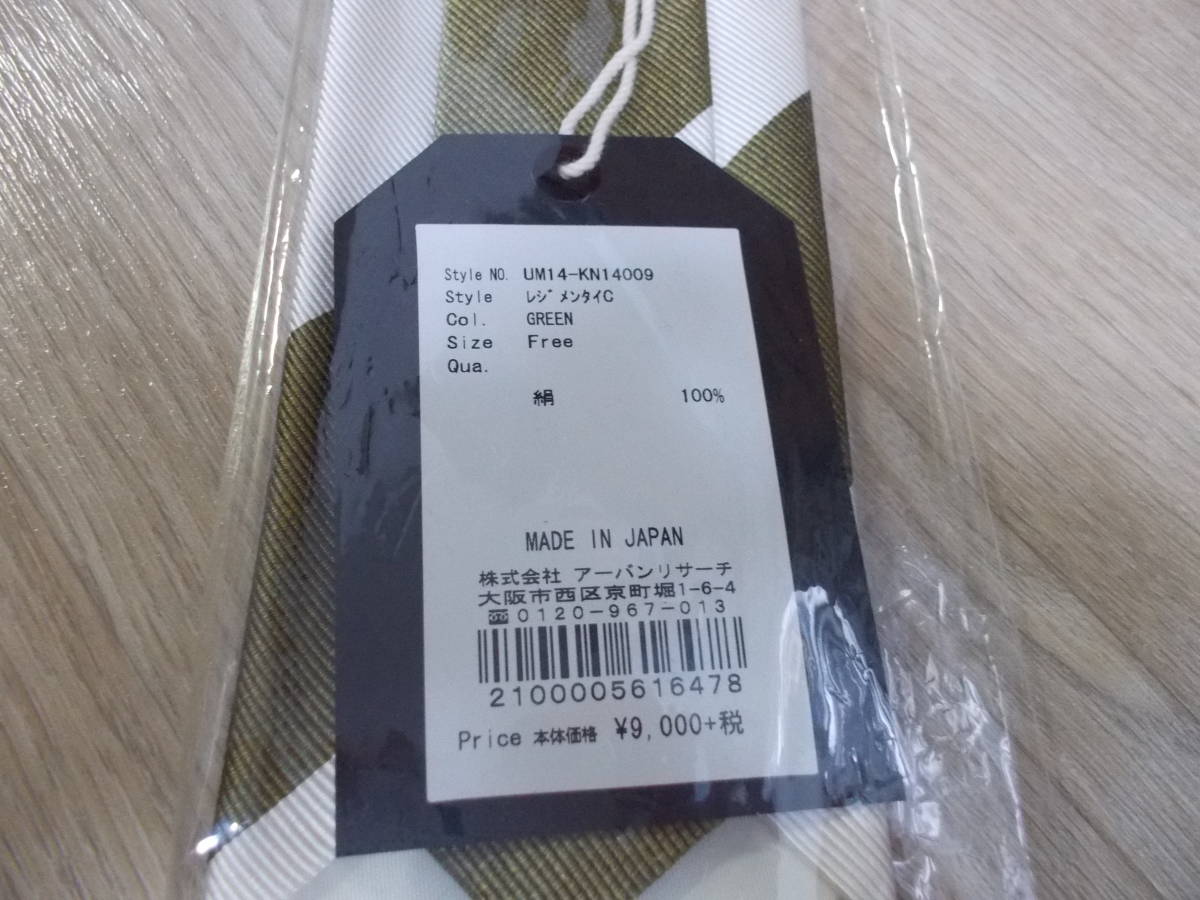 Style NO. UM14-KN14009
Style レジメンタイC
Col. GREEN
Size Free
Qua.
絹 100%
MADE IN JAPAN
株式会社 アーバンリサーチ
大阪市西区京町堀1-6-4
0120-967-013
2100005616478
Price 本体価格 ¥9,000+税